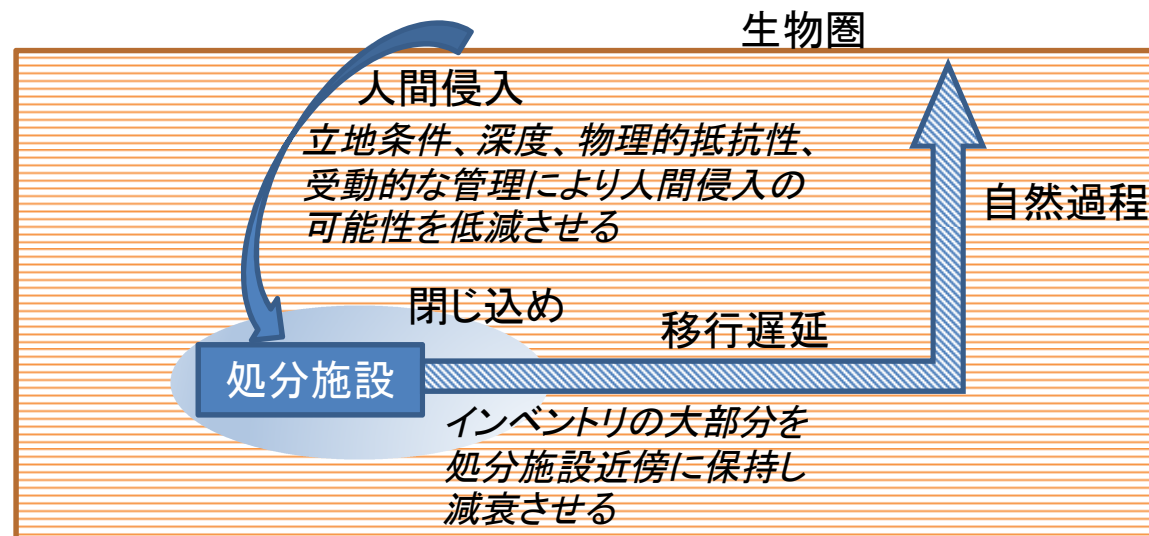 生物圏
人間侵入
立地条件、深度、物理的抵抗性、
受動的な管理により人間侵入の
可能性を低減させる
自然過程
閉じ込め
移行遅延
処分施設
インベントリの大部分を
処分施設近傍に保持し
減衰させる